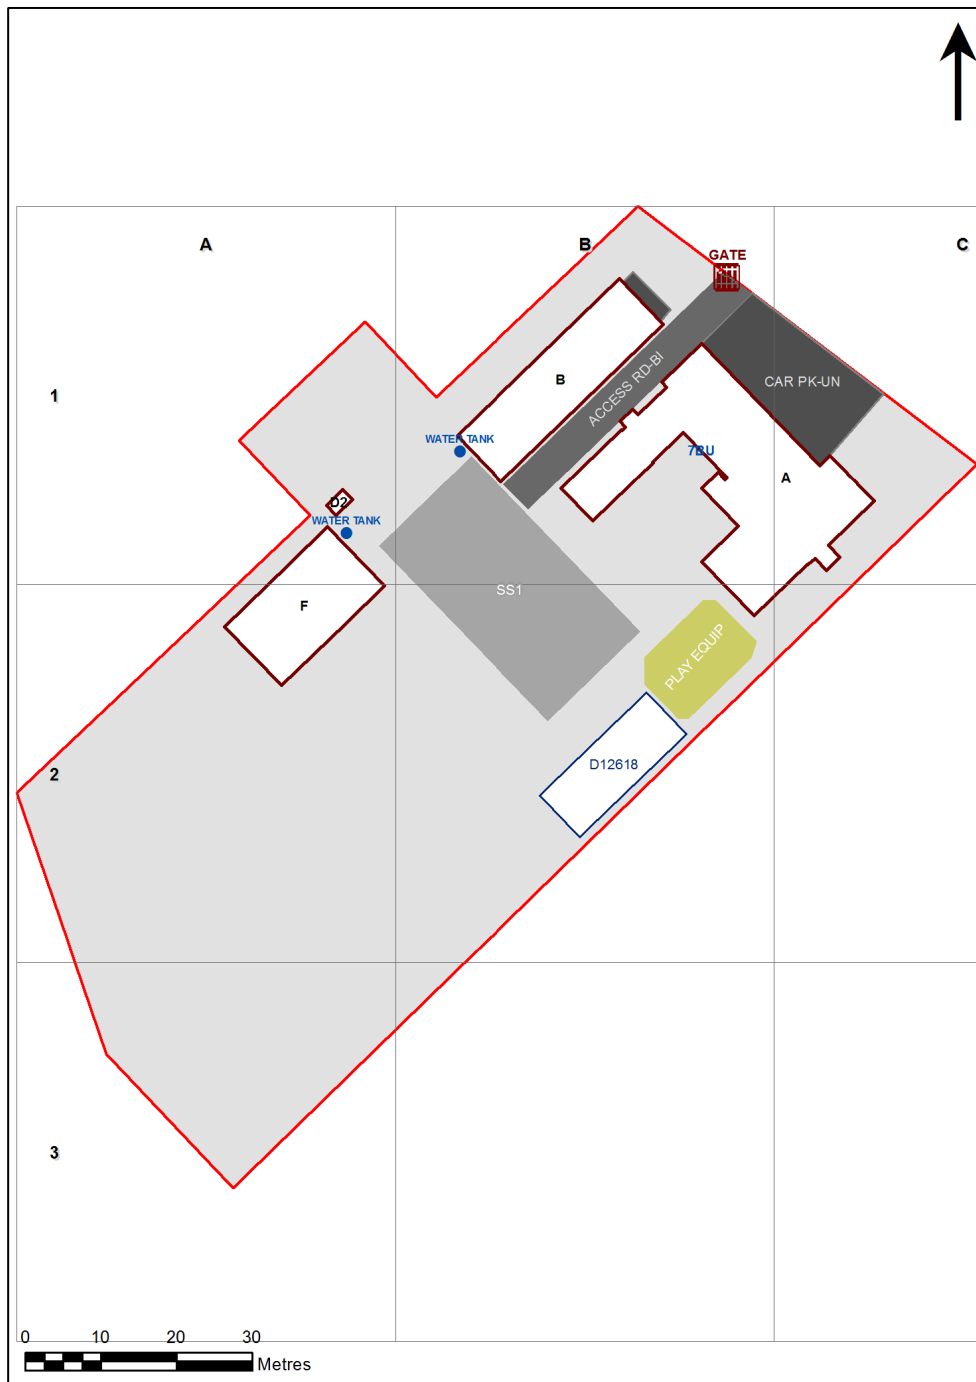 A
B
C
GATE
1
B
ACCESS RD-BI
CAR PK-UN
WATER TANK
7BU
A
D2
WATER TANK
SS1
F
PLAY EQUIP
2
D12618
3
0 10 20 30
Metres